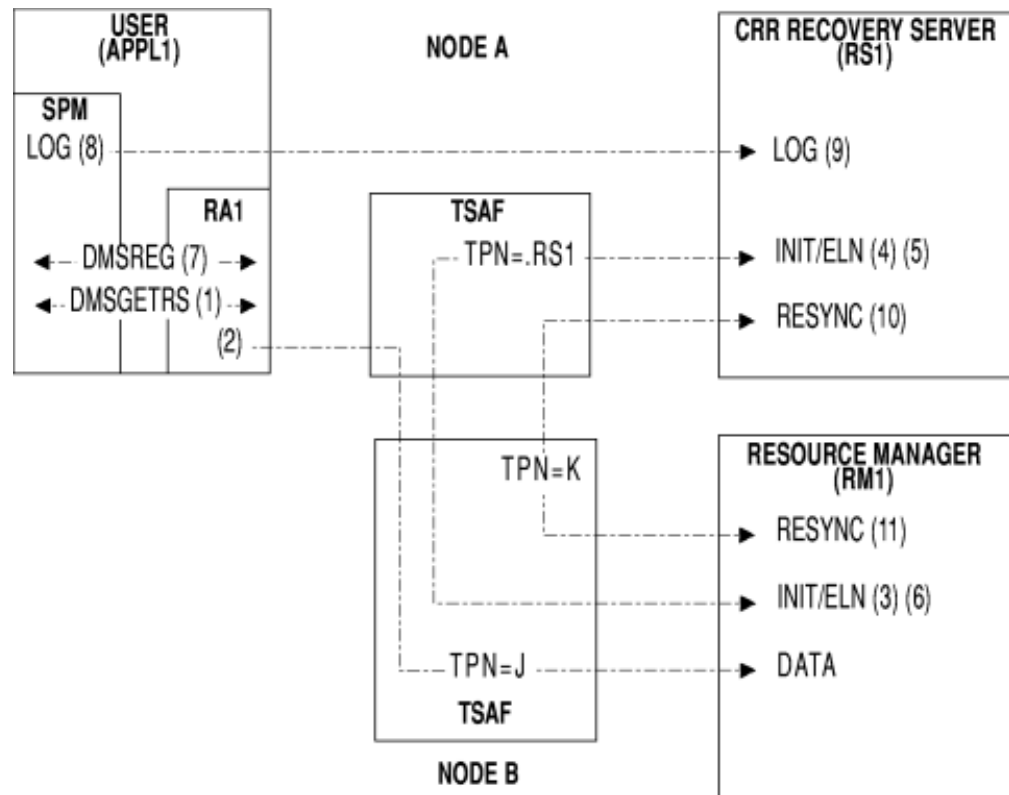 USER
(APPL1)
NODE A
CRR RECOVERY SERVER
(RS1)
SPM
LOG (8)
LOG (9)
RA1
TSAF
DMSREG (7)
TPN=.RS1
INIT/ELN (4) (5)
DMSGETRS (1)
RESYNC (10)
(2)
TPN=K
RESOURCE MANAGER
(RM1)
RESYNC (11)
INIT/ELN (3) (6)
TPN=J
DATA
TSAF
NODE B